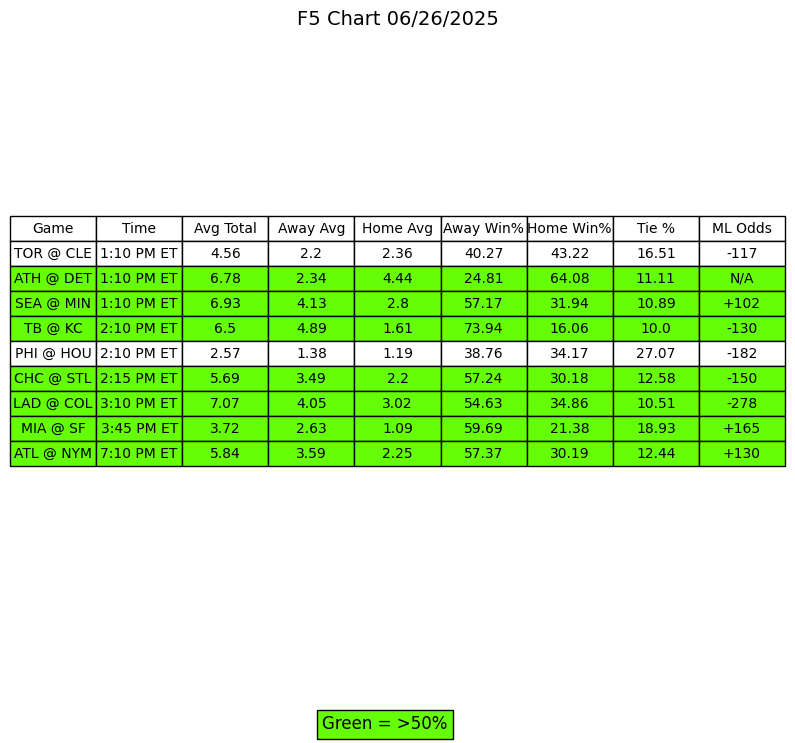 F5 Chart 06/26/2025
Game Time Avg Total Away Avg Home Avg Away Win% Home Win% Tie % ML Odds
TOR @ CLE 1:10 PM ET 4.56 2.2 2.36 40.27 43.22 16.51 -117
ATH @ DET 1:10 PM ET 6.78 2.34 4.44 24.81 64.08 11.11 N/A
SEA @ MIN 1:10 PM ET 6.93 4.13 2.8 57.17 31.94 10.89 +102
TB @ KC 2:10 PM ET 6.5 4.89 1.61 73.94 16.06 10.0 -130
PHI @ HOU 2:10 PM ET 2.57 1.38 1.19 38.76 34.17 27.07 -182
CHC @ STL 2:15 PM ET 5.69 3.49 2.2 57.24 30.18 12.58 -150
LAD @ COL 3:10 PM ET 7.07 4.05 3.02 54.63 34.86 10.51 -278
MIA @ SF 3:45 PM ET 3.72 2.63 1.09 59.69 21.38 18.93 +165
ATL @ NYM 7:10 PM ET 5.84 3.59 2.25 57.37 30.19 12.44 +130
Green = >50%